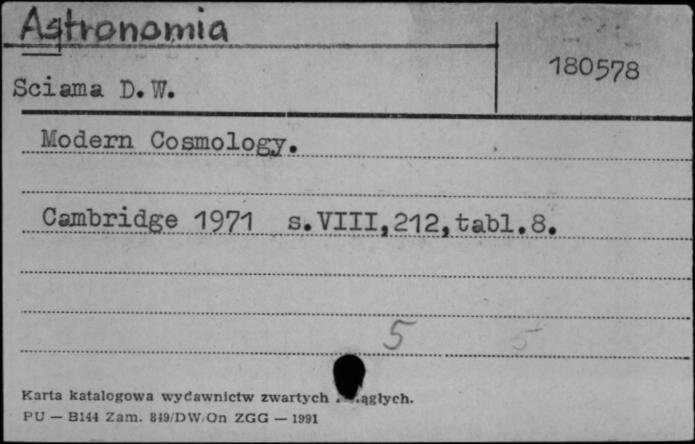 Astronomia
180578
Sciama D.W.
Modern Cosmology.
Cambridge 1971 s.VIII,212,tabl.8.
5 5
Karta katalogowa wydawnictw zwartych
PU — B144 Zam. 849/DW/On ZGG — 1991